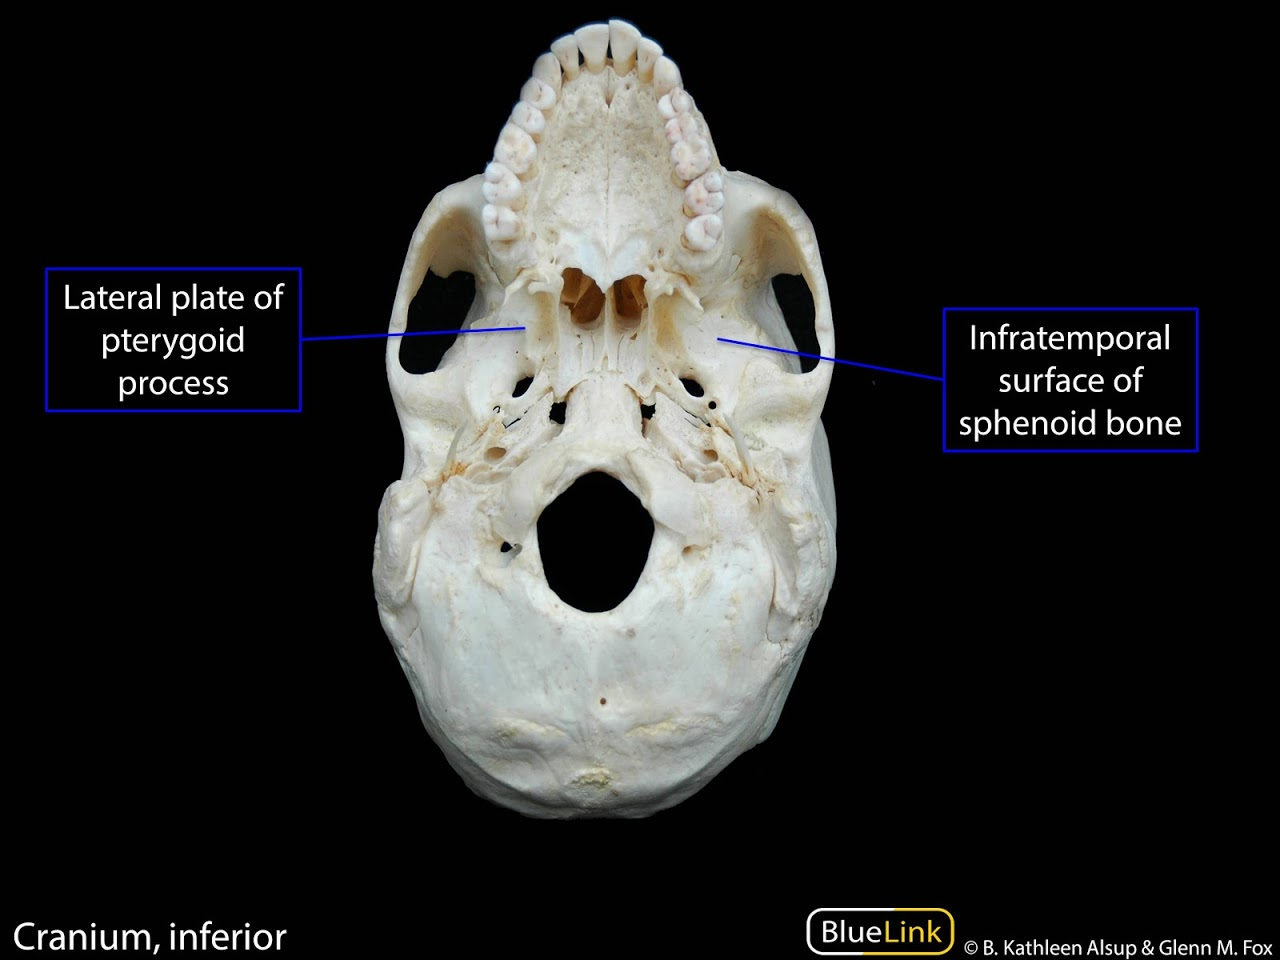 Lateral plate of
pterygoid
process
Infratemporal
surface of
sphenoid bone
Cranium, inferior
BlueLink
© B. Kathleen Alsup & Glenn M. Fox